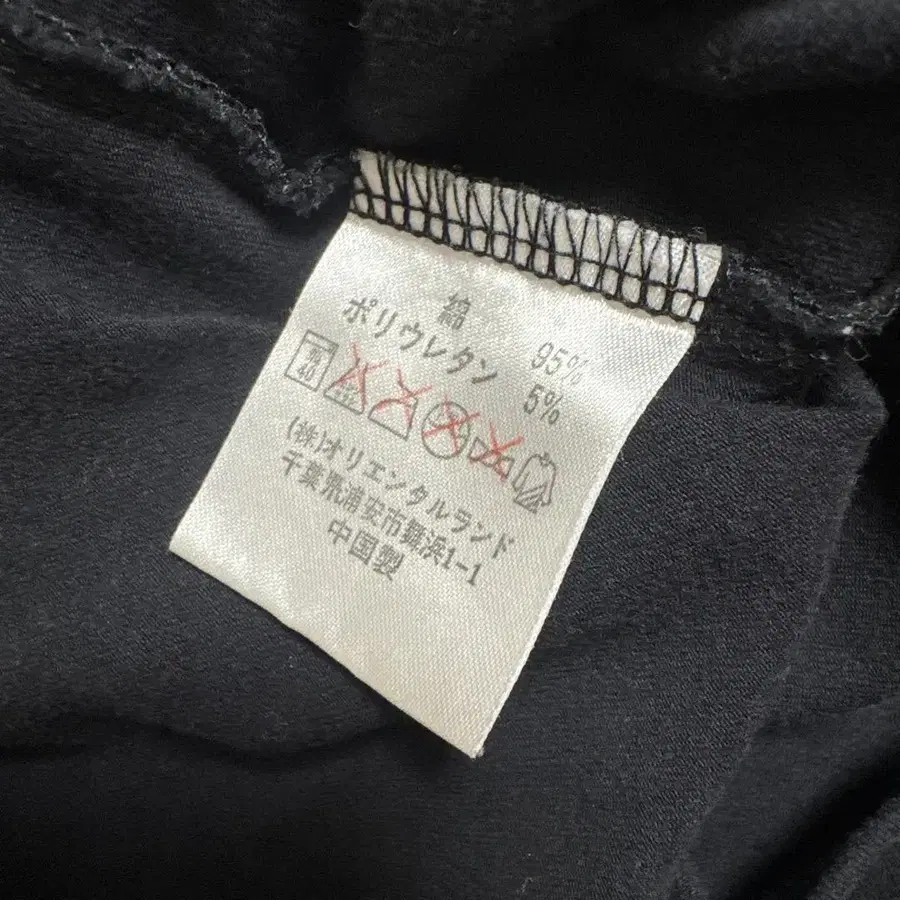 綿 95%
ポリウレタン 5%
40
(株)オリエンタルランド
千葉県浦安市舞浜1-1
中国製